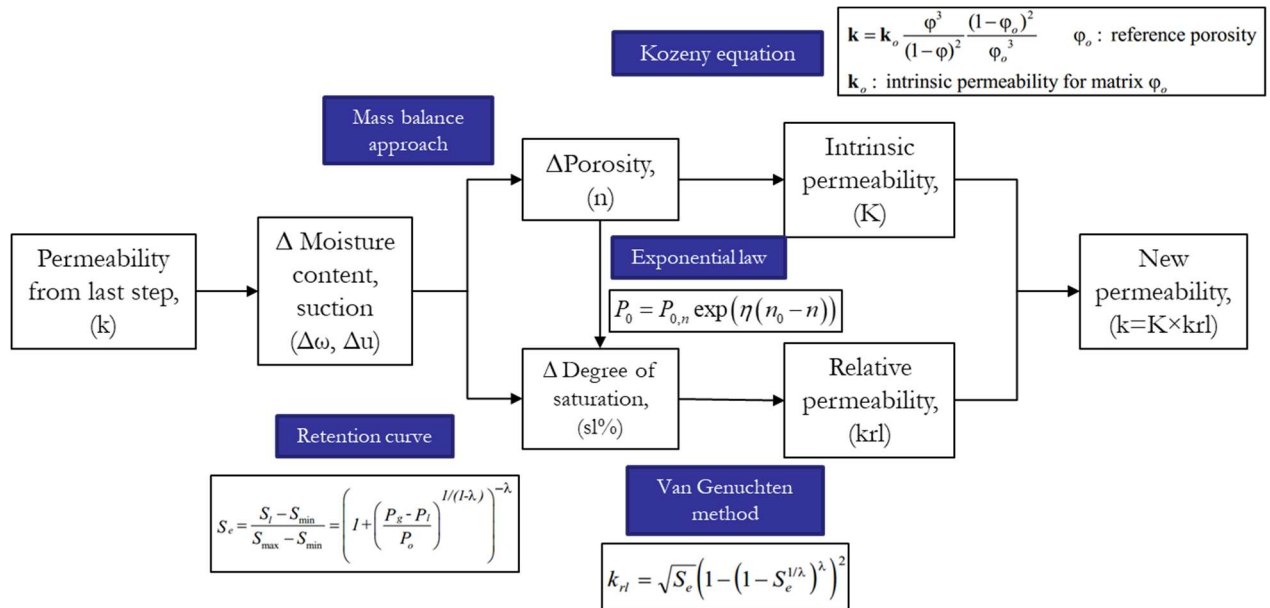 Kozeny equation
k = k_o φ^3/(1−φ)^2 (1−φ_o)^2/φ_o^3 φ_o : reference porosity
k_o : intrinsic permeability for matrix φ_o
Mass balance
approach
ΔPorosity,
(n)
Intrinsic
permeability,
(K)
Permeability
from last step,
(k)
Δ Moisture
content,
suction
(Δω, Δu)
Exponential law
P_0 = P_{0,n} exp(η(n_0 − n))
New
permeability,
(k=K×krl)
Δ Degree of
saturation,
(sl%)
Relative
permeability,
(krl)
Retention curve
S_e = (S_l − S_min)/(S_max − S_min) = (1+((P_g - P_l)/P_o)^{1/(1-λ)})^{−λ}
Van Genuchten
method
k_rl = √S_e (1−(1−S_e^{1/λ})^λ)^2